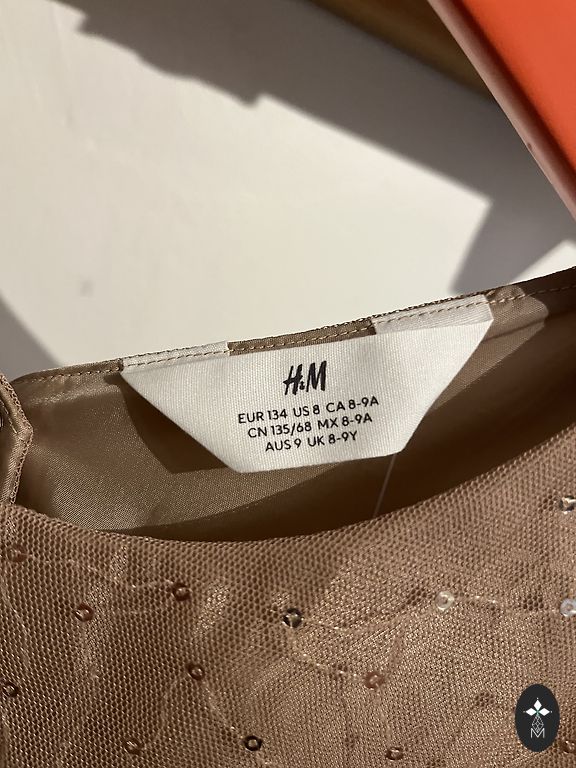 H&M
EUR 134 US 8 CA 8-9A
CN 135/68 MX 8-9A
AUS 9 UK 8-9Y
M